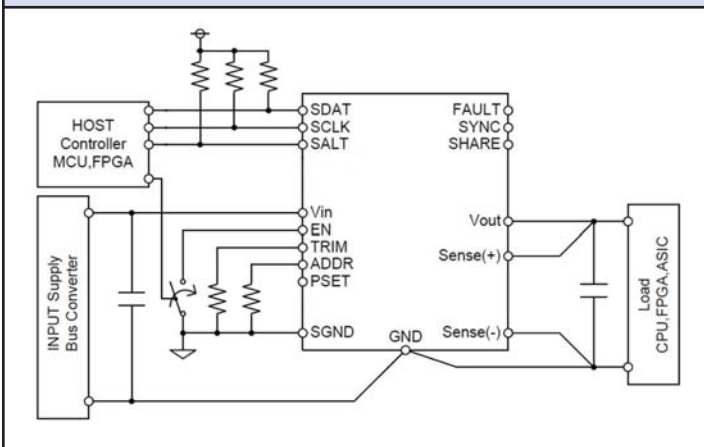 HOST
Controller
MCU,FPGA
SDAT
SCLK
SALT
FAULT
SYNC
SHARE
INPUT Supply
Bus Converter
Vin
EN
TRIM
ADDR
PSET
SGND
GND
Vout
Sense(+)
Sense(-)
Load
CPU,FPGA,ASIC